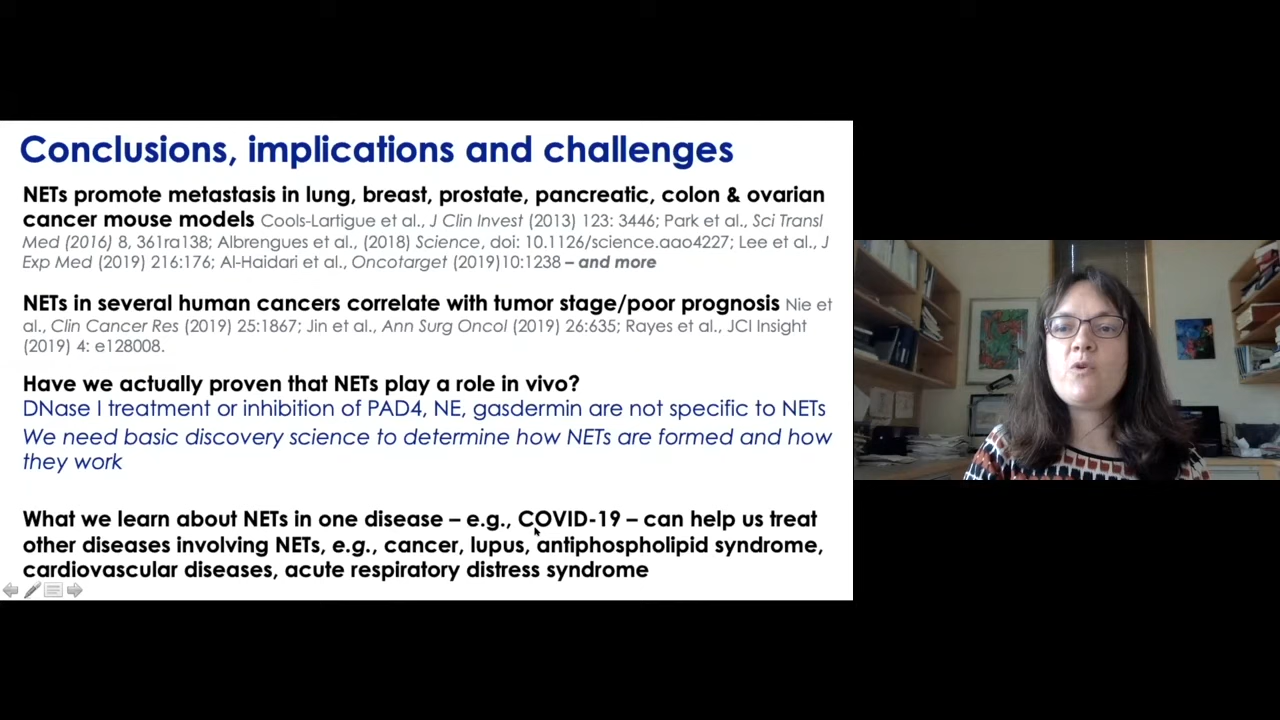 Conclusions, implications and challenges
NETs promote metastasis in lung, breast, prostate, pancreatic, colon & ovarian
cancer mouse models Cools-Lartigue et al., J Clin Invest (2013) 123: 3446; Park et al., Sci Transl
Med (2016) 8, 361ra138; Albrengues et al., (2018) Science, doi: 10.1126/science.aao4227; Lee et al., J
Exp Med (2019) 216:176; Al-Haidari et al., Oncotarget (2019)10:1238 – and more
NETs in several human cancers correlate with tumor stage/poor prognosis Nie et
al., Clin Cancer Res (2019) 25:1867; Jin et al., Ann Surg Oncol (2019) 26:635; Rayes et al., JCI Insight
(2019) 4: e128008.
Have we actually proven that NETs play a role in vivo?
DNase I treatment or inhibition of PAD4, NE, gasdermin are not specific to NETs
We need basic discovery science to determine how NETs are formed and how
they work
What we learn about NETs in one disease – e.g., COVID-19 – can help us treat
other diseases involving NETs, e.g., cancer, lupus, antiphospholipid syndrome,
cardiovascular diseases, acute respiratory distress syndrome